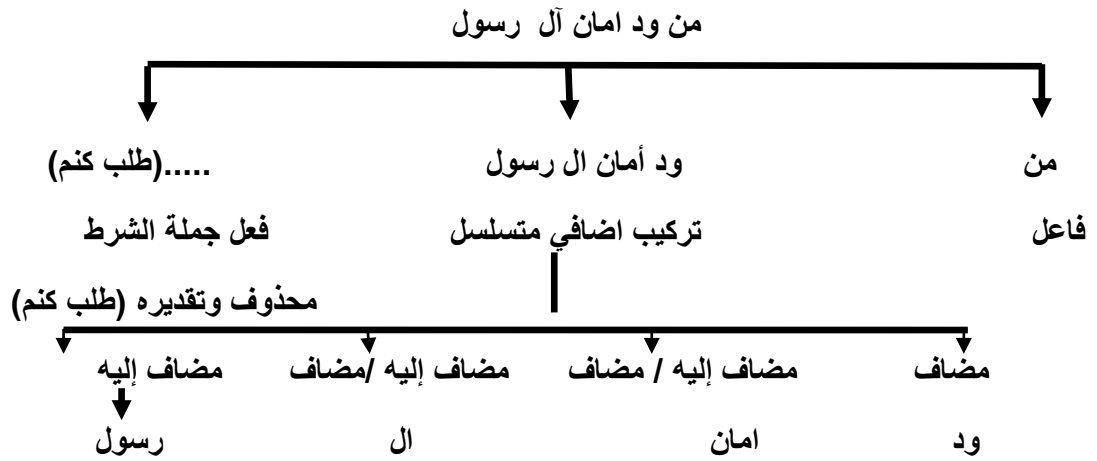 من ود امان آل رسول
من ود أمان ال رسول .....(طلب كنم)
فاعل تركيب اضافي متسلسل فعل جملة الشرط
محذوف وتقديره (طلب كنم)
مضاف مضاف إليه / مضاف مضاف إليه /مضاف مضاف إليه
ود امان ال رسول